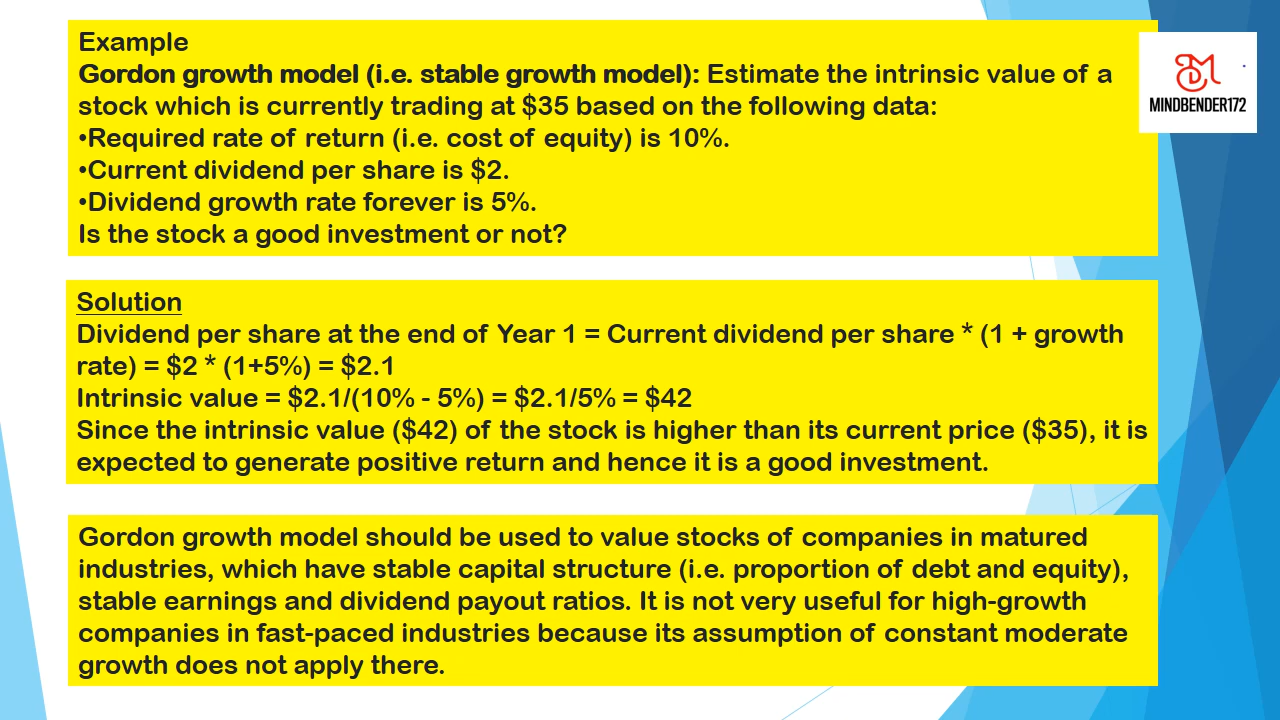 Example
Gordon growth model (i.e. stable growth model): Estimate the intrinsic value of a
stock which is currently trading at $35 based on the following data:
•Required rate of return (i.e. cost of equity) is 10%.
•Current dividend per share is $2.
•Dividend growth rate forever is 5%.
Is the stock a good investment or not?
MINDBENDER172
Solution
Dividend per share at the end of Year 1 = Current dividend per share * (1 + growth
rate) = $2 * (1+5%) = $2.1
Intrinsic value = $2.1/(10% - 5%) = $2.1/5% = $42
Since the intrinsic value ($42) of the stock is higher than its current price ($35), it is
expected to generate positive return and hence it is a good investment.
Gordon growth model should be used to value stocks of companies in matured
industries, which have stable capital structure (i.e. proportion of debt and equity),
stable earnings and dividend payout ratios. It is not very useful for high-growth
companies in fast-paced industries because its assumption of constant moderate
growth does not apply there.